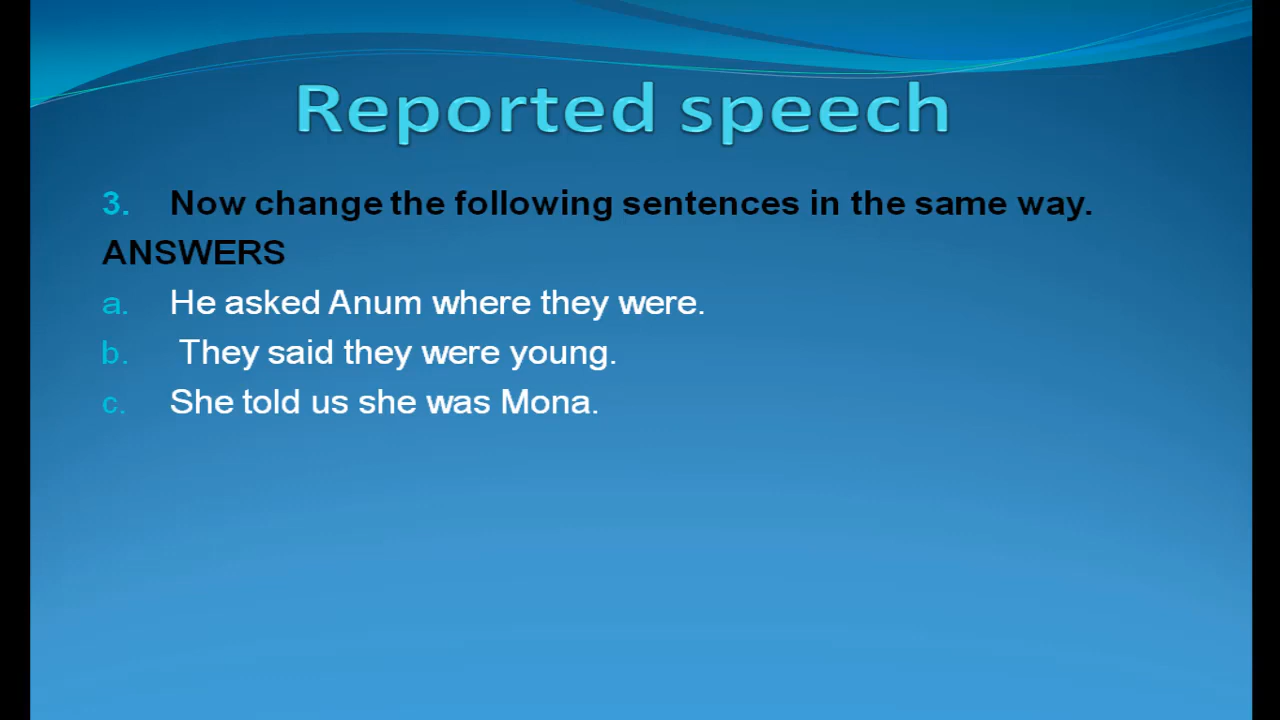 Reported speech
3. Now change the following sentences in the same way.
ANSWERS
a. He asked Anum where they were.
b. They said they were young.
c. She told us she was Mona.